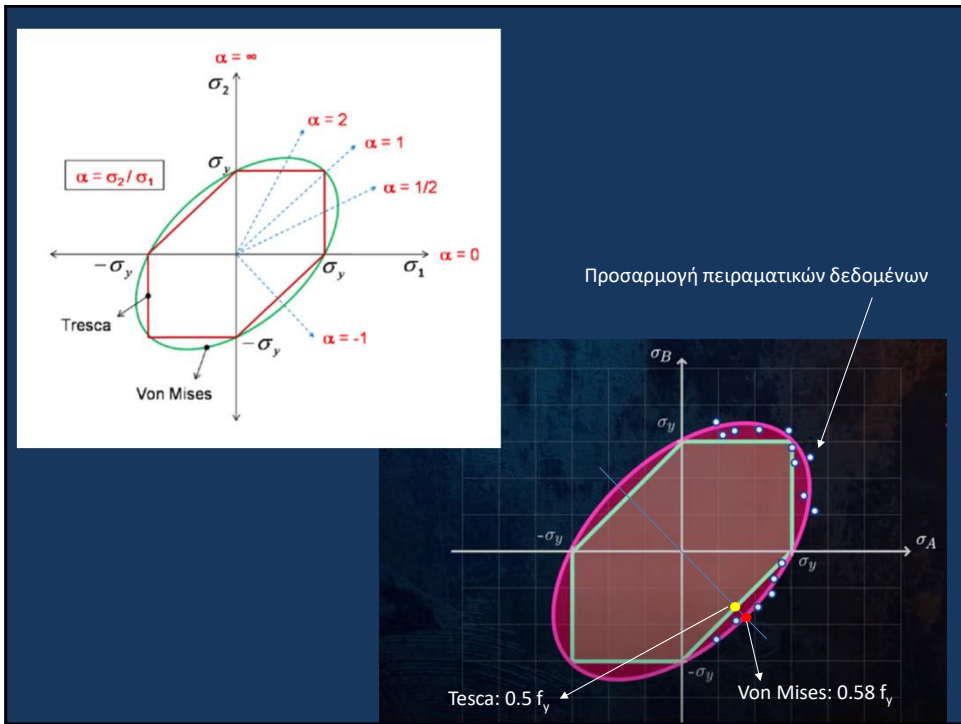 α = ∞
σ₂
α = 2
α = 1
σy
α = σ₂ / σ₁
α = 1/2
−σy
σy
σ₁
α = 0
Tresca
−σy
α = -1
Von Mises
Προσαρμογή πειραματικών δεδομένων
σB
σy
-σy
σA
σy
-σy
Tesca: 0.5 fy
Von Mises: 0.58 fy